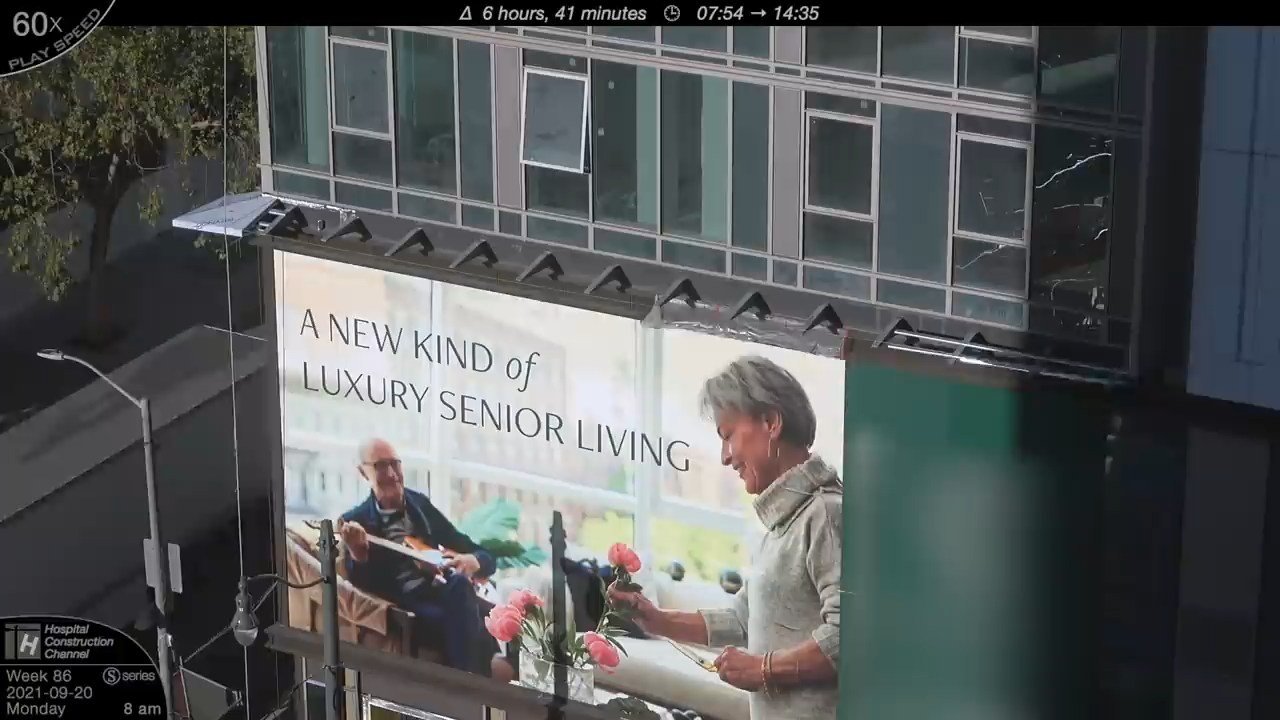 60x
PLAY SPEED
Δ 6 hours, 41 minutes 07:54 → 14:35
A NEW KIND of
LUXURY SENIOR LIVING
H Hospital
Construction
Channel
Week 86 S series
2021-09-20
Monday 8 am